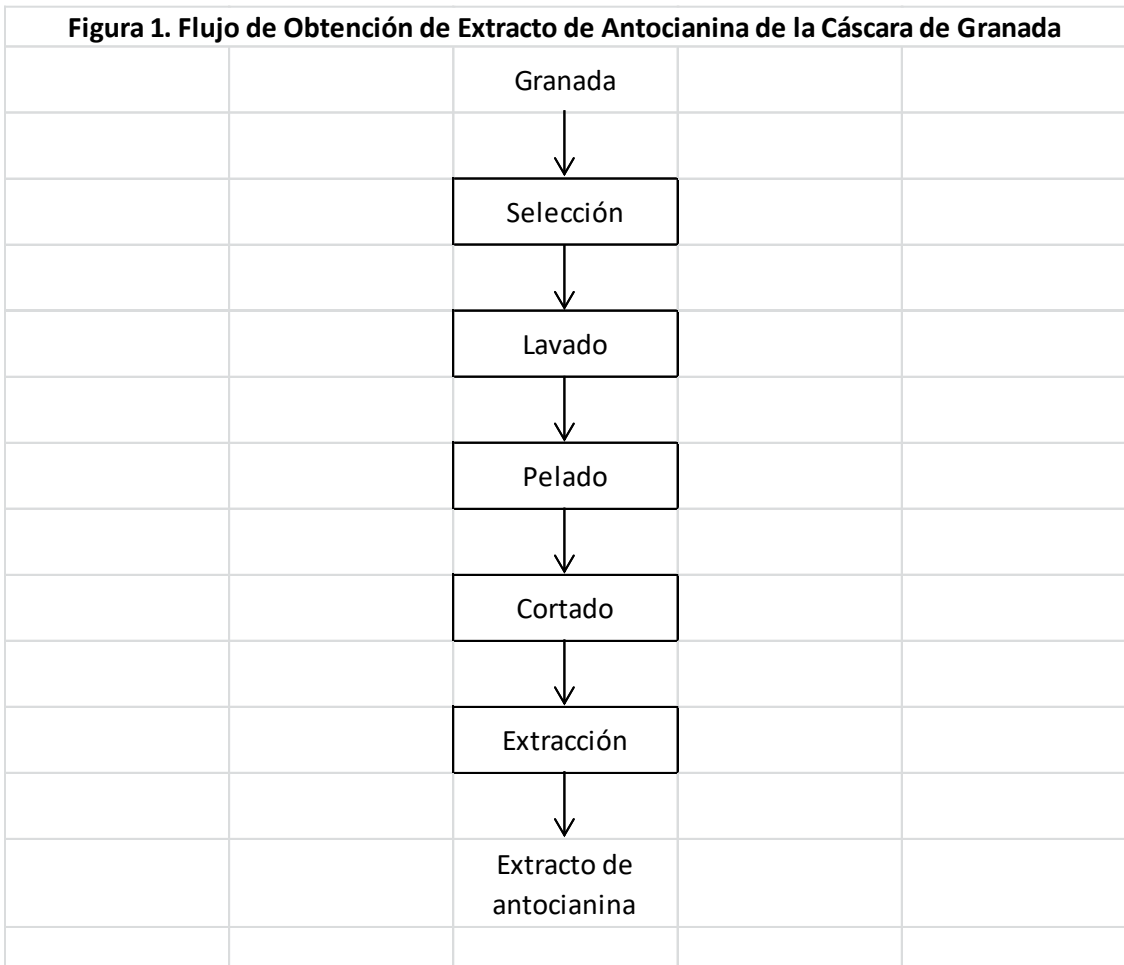 Figura 1. Flujo de Obtención de Extracto de Antocianina de la Cáscara de Granada
Granada
Selección
Lavado
Pelado
Cortado
Extracción
Extracto de
antocianina